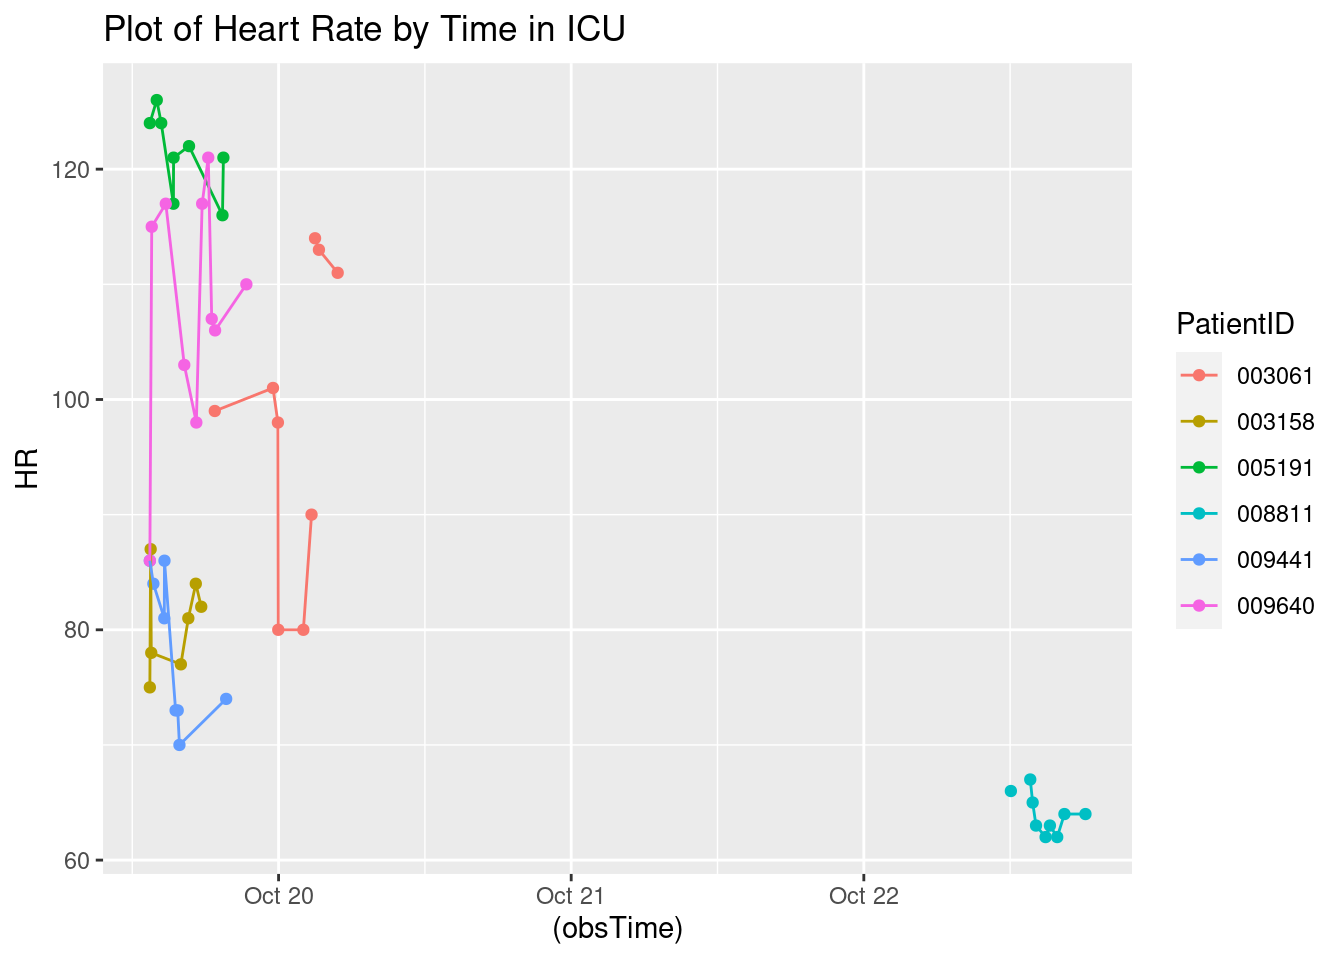 Plot of Heart Rate by Time in ICU
120
100
80
60
HR
Oct 20
Oct 21
Oct 22
(obsTime)
PatientID
003061
003158
005191
008811
009441
009640